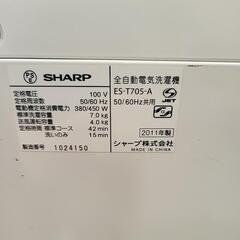 PS E
SHARP
全自動電気洗濯機
ES-T705-A
50/60Hz共用
JET
定格電圧 100 V
定格周波数 50/60 Hz
電動機定格消費電力 380/450 W
標準洗濯容量 7.0 kg
送風運転容量 4.0 kg
定格時間 標準コース 42 min
洗いのみ 15 min
製造番号 1024150
2011年製
シャープ株式会社
MADE IN CHINA